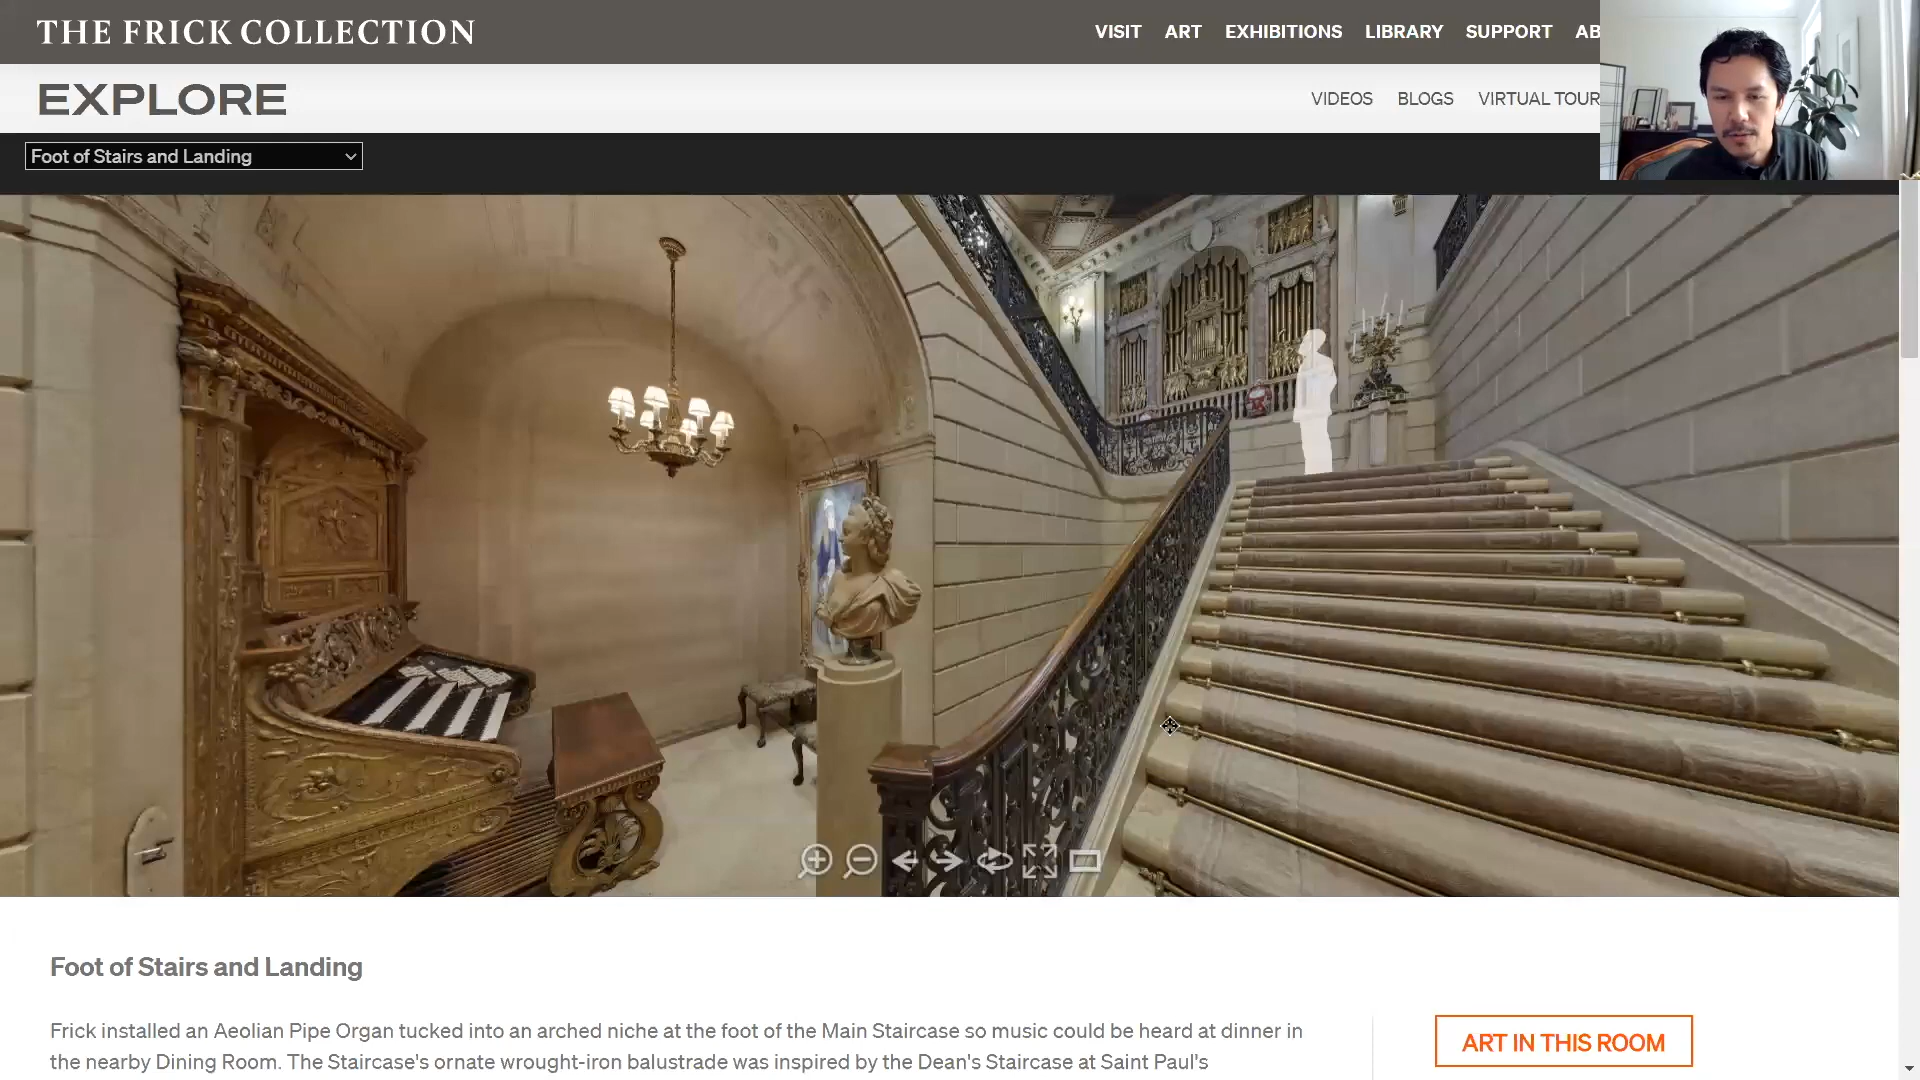 THE FRICK COLLECTION
VISIT ART EXHIBITIONS LIBRARY SUPPORT AB
EXPLORE
VIDEOS BLOGS VIRTUAL TOUR
Foot of Stairs and Landing
Foot of Stairs and Landing
Frick installed an Aeolian Pipe Organ tucked into an arched niche at the foot of the Main Staircase so music could be heard at dinner in
the nearby Dining Room. The Staircase's ornate wrought-iron balustrade was inspired by the Dean's Staircase at Saint Paul's
ART IN THIS ROOM